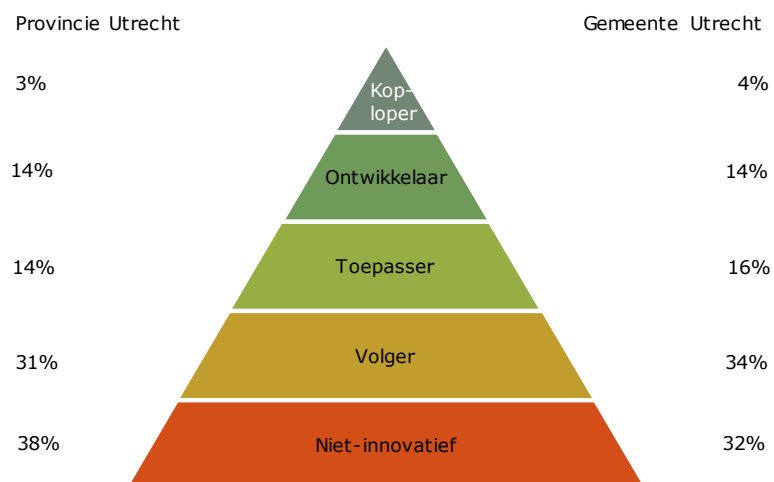 Provincie Utrecht
Gemeente Utrecht
3%
Kop-
loper
4%
14%
Ontwikkelaar
14%
14%
Toepasser
16%
31%
Volger
34%
38%
Niet-innovatief
32%